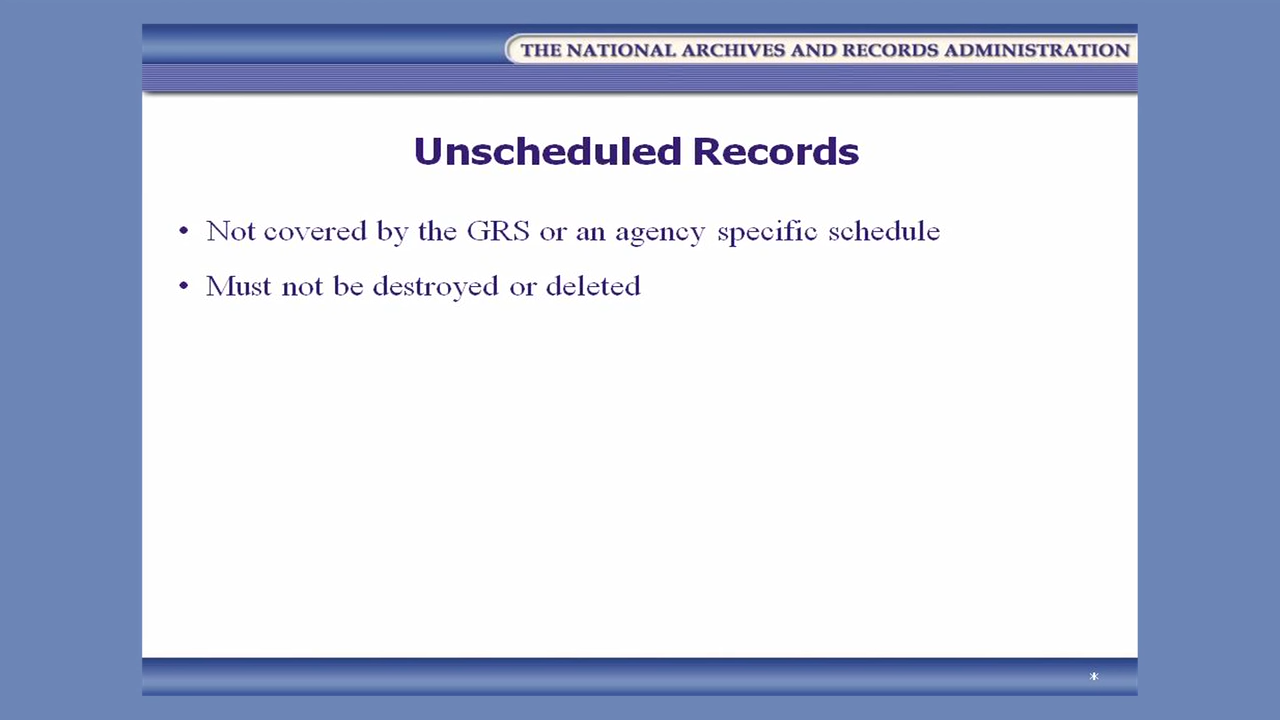 THE NATIONAL ARCHIVES AND RECORDS ADMINISTRATION
Unscheduled Records
• Not covered by the GRS or an agency specific schedule
• Must not be destroyed or deleted
*